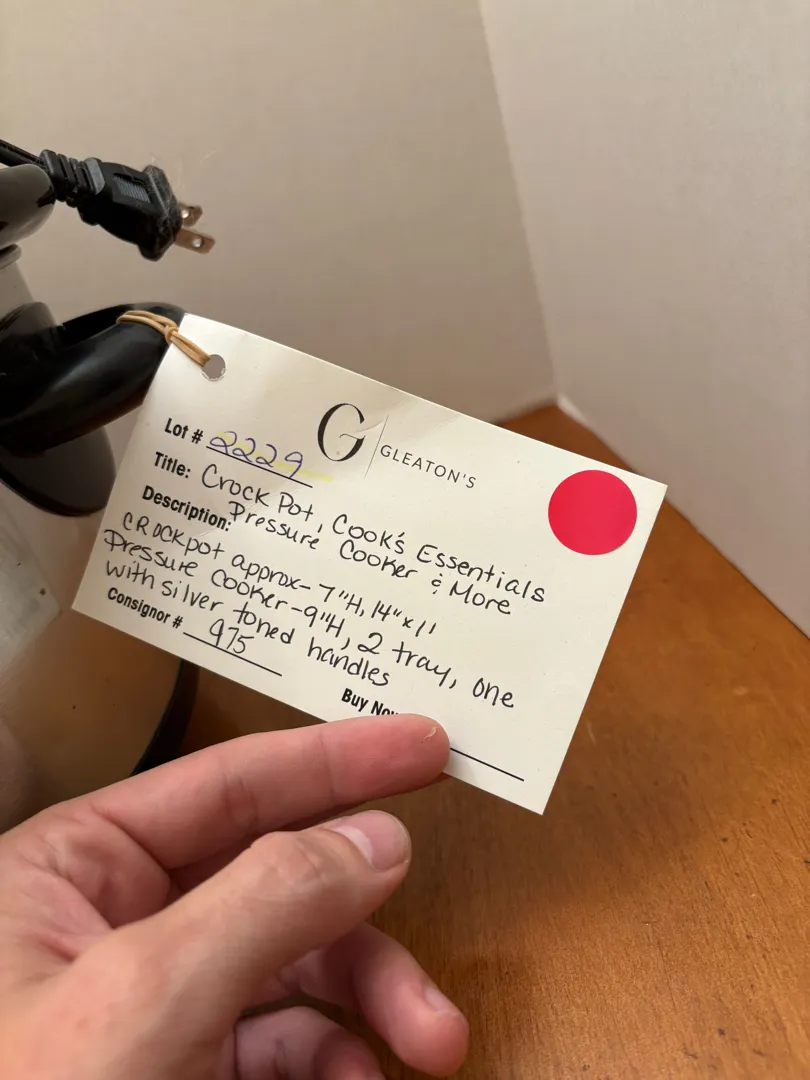 G GLEATON'S
Lot # 2229
Title: Crock Pot, Cook's Essentials
Pressure Cooker & More
Description:
CROCKpot approx- 7"H, 14" x 11
Pressure Cooker-9"H, 2 tray, one
with silver toned handles
Consignor # 975
Buy Now